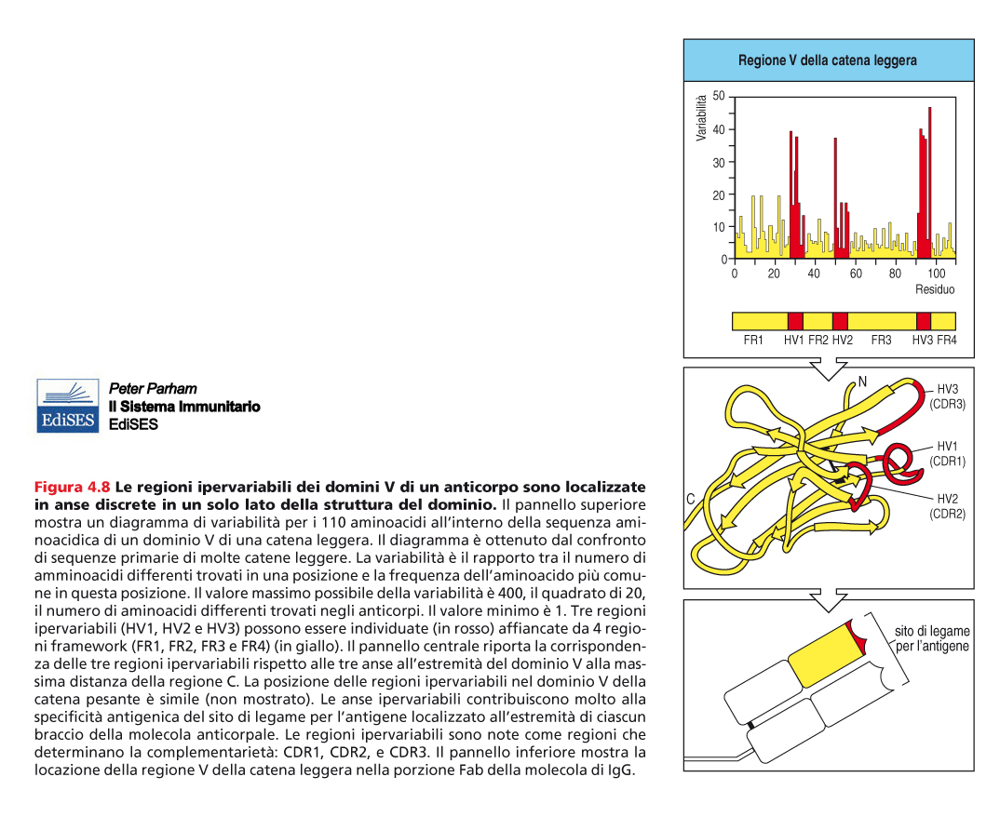 Regione V della catena leggera
Variabilità
50
40
30
20
10
0
0 20 40 60 80 100
Residuo
FR1 HV1 FR2 HV2 FR3 HV3 FR4
N
HV3
(CDR3)
HV1
(CDR1)
C
HV2
(CDR2)
sito di legame
per l'antigene
Peter Parham
Il Sistema Immunitario
EdiSES
EdiSES
Figura 4.8 Le regioni ipervariabili dei domini V di un anticorpo sono localizzate
in anse discrete in un solo lato della struttura del dominio. Il pannello superiore
mostra un diagramma di variabilità per i 110 aminoacidi all'interno della sequenza ami-
noacidica di un dominio V di una catena leggera. Il diagramma è ottenuto dal confronto
di sequenze primarie di molte catene leggere. La variabilità è il rapporto tra il numero di
amminoacidi differenti trovati in una posizione e la frequenza dell'aminoacido più comu-
ne in questa posizione. Il valore massimo possibile della variabilità è 400, il quadrato di 20,
il numero di aminoacidi differenti trovati negli anticorpi. Il valore minimo è 1. Tre regioni
ipervariabili (HV1, HV2 e HV3) possono essere individuate (in rosso) affiancate da 4 regio-
ni framework (FR1, FR2, FR3 e FR4) (in giallo). Il pannello centrale riporta la corrisponden-
za delle tre regioni ipervariabili rispetto alle tre anse all'estremità del dominio V alla mas-
sima distanza della regione C. La posizione delle regioni ipervariabili nel dominio V della
catena pesante è simile (non mostrato). Le anse ipervariabili contribuiscono molto alla
specificità antigenica del sito di legame per l'antigene localizzato all'estremità di ciascun
braccio della molecola anticorpale. Le regioni ipervariabili sono note come regioni che
determinano la complementarietà: CDR1, CDR2, e CDR3. Il pannello inferiore mostra la
locazione della regione V della catena leggera nella porzione Fab della molecola di IgG.